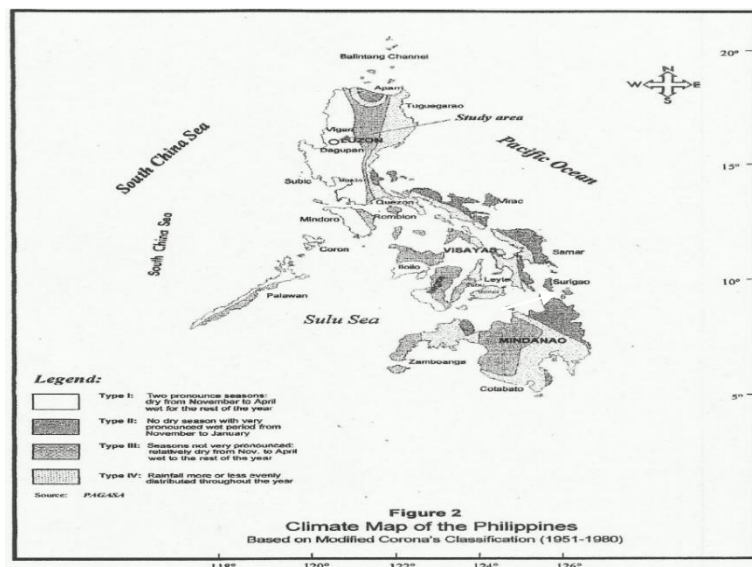 20°
Balintang Channel
Aparri
N
W E
S
Tuguegarao
Study area
Vigan
LUZON
Dagupan
South China Sea
Pacific Ocean
15°
Subic
Quezon
Mirac
Mindoro
Rombion
South China Sea
VISAYAS
Samar
Coron
Iloilo
Leyte
10°
Surigao
Palawan
Sulu Sea
MINDANAO
Zamboanga
Legend:
Cotabato
5°
Type I: Two pronounce seasons:
dry from November to April
wet for the rest of the year
Type II: No dry season with very
pronounced wet period from
November to January
Type III: Seasons not very pronounced:
relatively dry from Nov. to April
wet to the rest of the year
Type IV: Rainfall more or less evenly
distributed throughout the year
Source: PAGASA
Figure 2
Climate Map of the Philippines
Based on Modified Corona's Classification (1951-1980)
118° 120° 122° 124° 126°